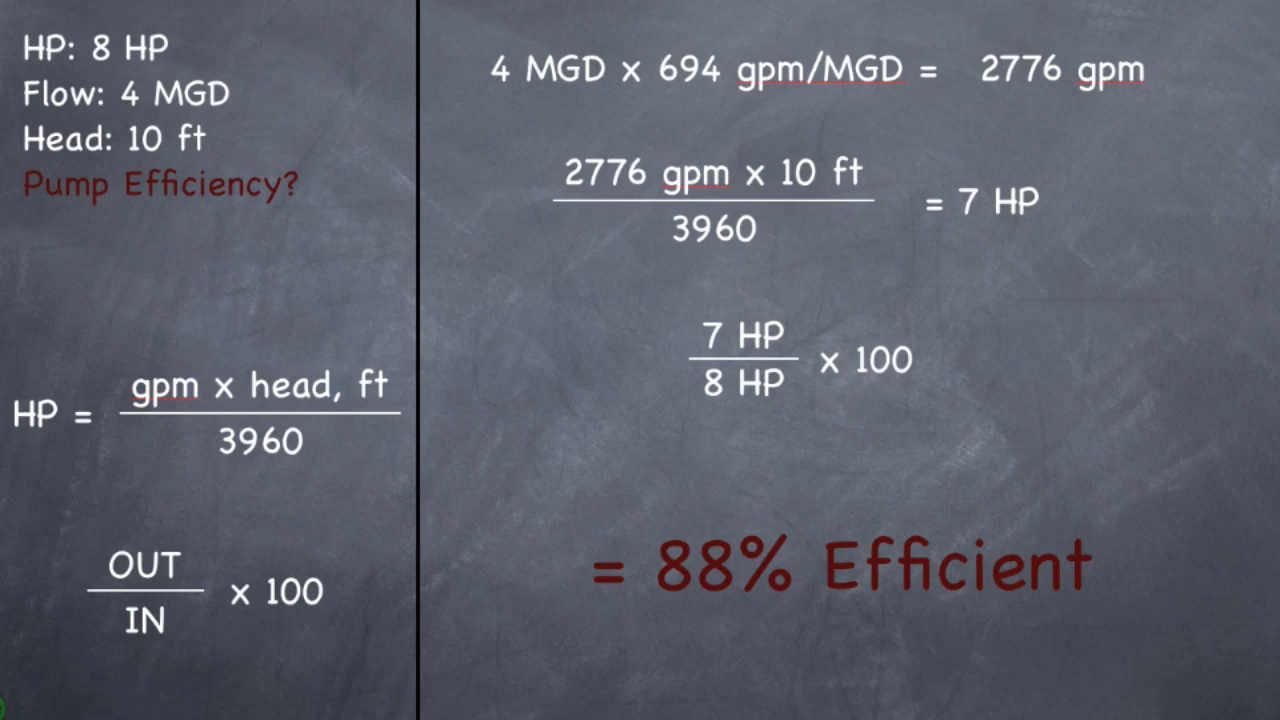 HP: 8 HP
Flow: 4 MGD
Head: 10 ft
Pump Efficiency?
HP = gpm x head, ft
3960
OUT
IN
x 100
4 MGD x 694 gpm/MGD = 2776 gpm
2776 gpm x 10 ft
3960
= 7 HP
7 HP
8 HP
x 100
= 88% Efficient